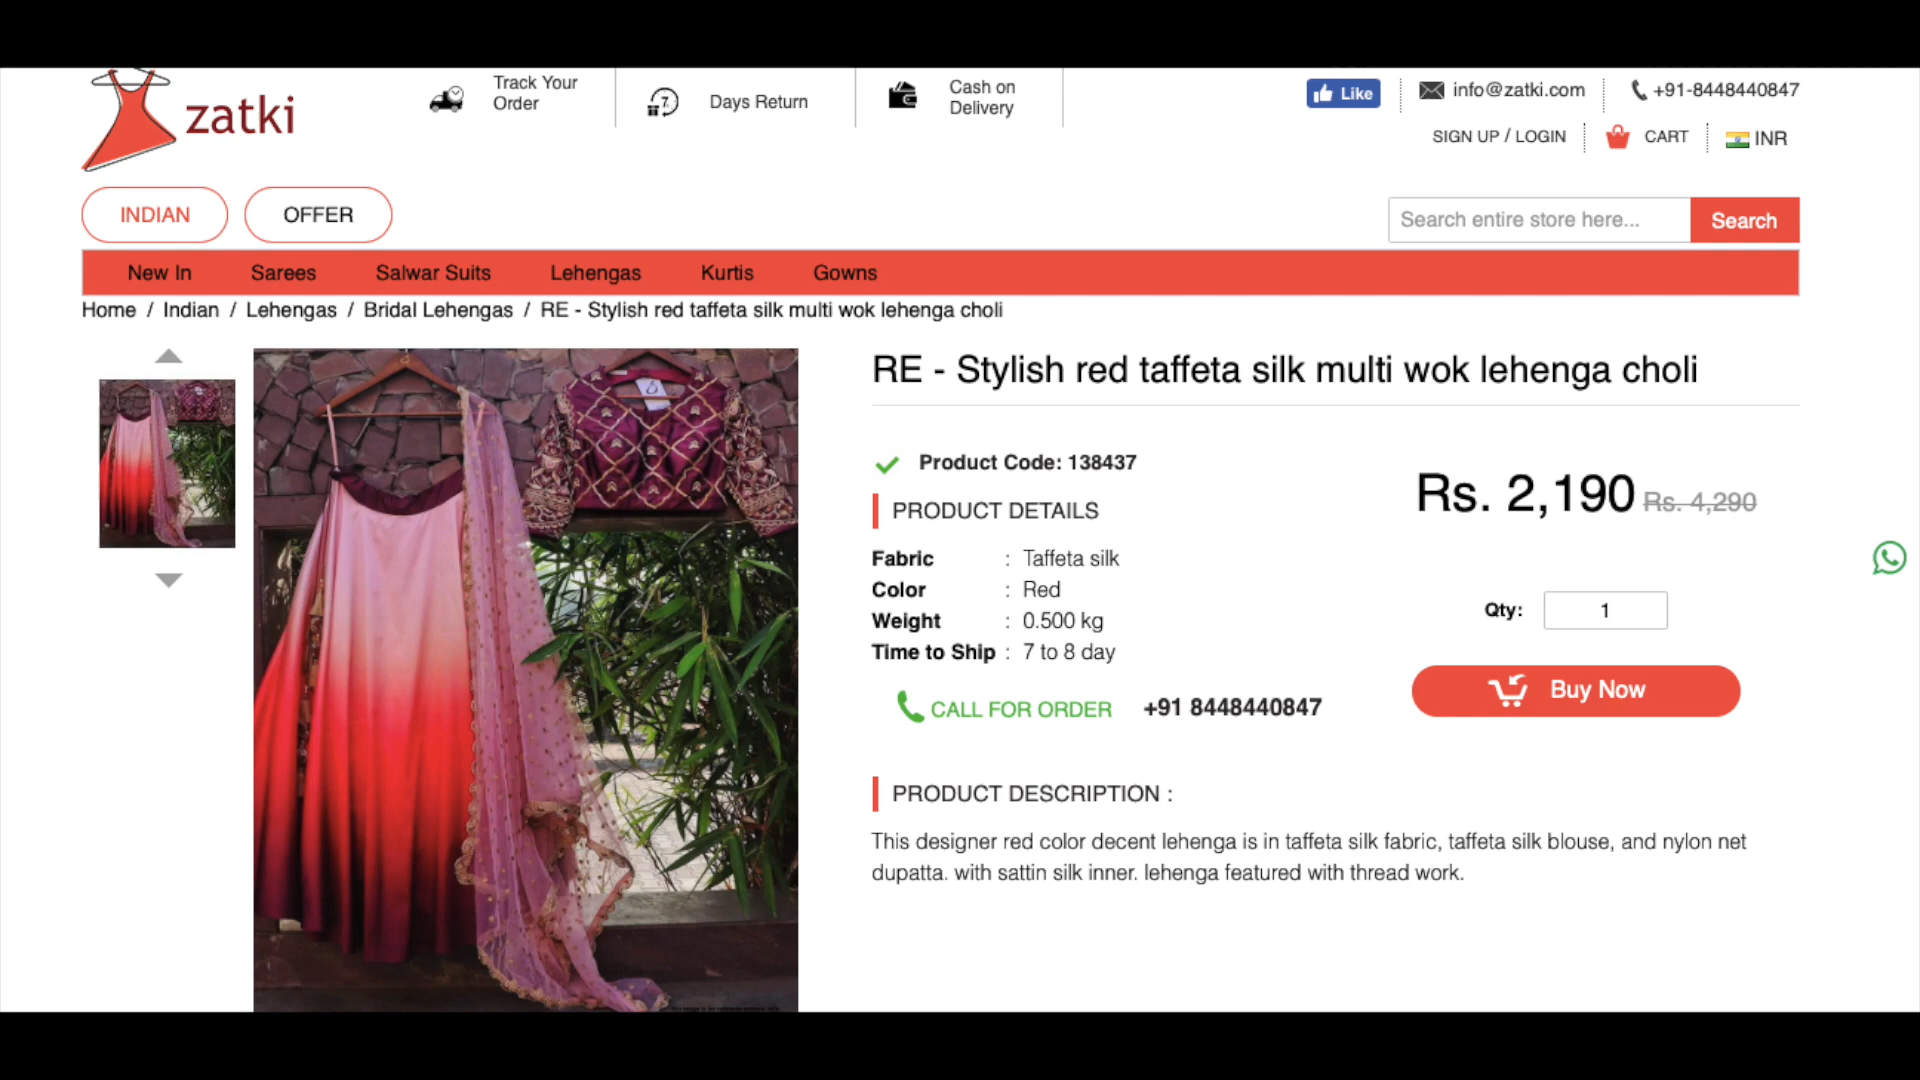 zatki
Track Your
Order
7
Days Return
Cash on
Delivery
Like
info@zatki.com
+91-8448440847
SIGN UP / LOGIN
CART
INR
INDIAN
OFFER
Search entire store here...
Search
New In
Sarees
Salwar Suits
Lehengas
Kurtis
Gowns
Home / Indian / Lehengas / Bridal Lehengas / RE - Stylish red taffeta silk multi wok lehenga choli
RE - Stylish red taffeta silk multi wok lehenga choli
Product Code: 138437
Rs. 2,190 Rs. 4,290
PRODUCT DETAILS
Fabric : Taffeta silk
Color : Red
Weight : 0.500 kg
Time to Ship : 7 to 8 day
Qty: 1
CALL FOR ORDER +91 8448440847
Buy Now
PRODUCT DESCRIPTION :
This designer red color decent lehenga is in taffeta silk fabric, taffeta silk blouse, and nylon net
dupatta. with sattin silk inner. lehenga featured with thread work.